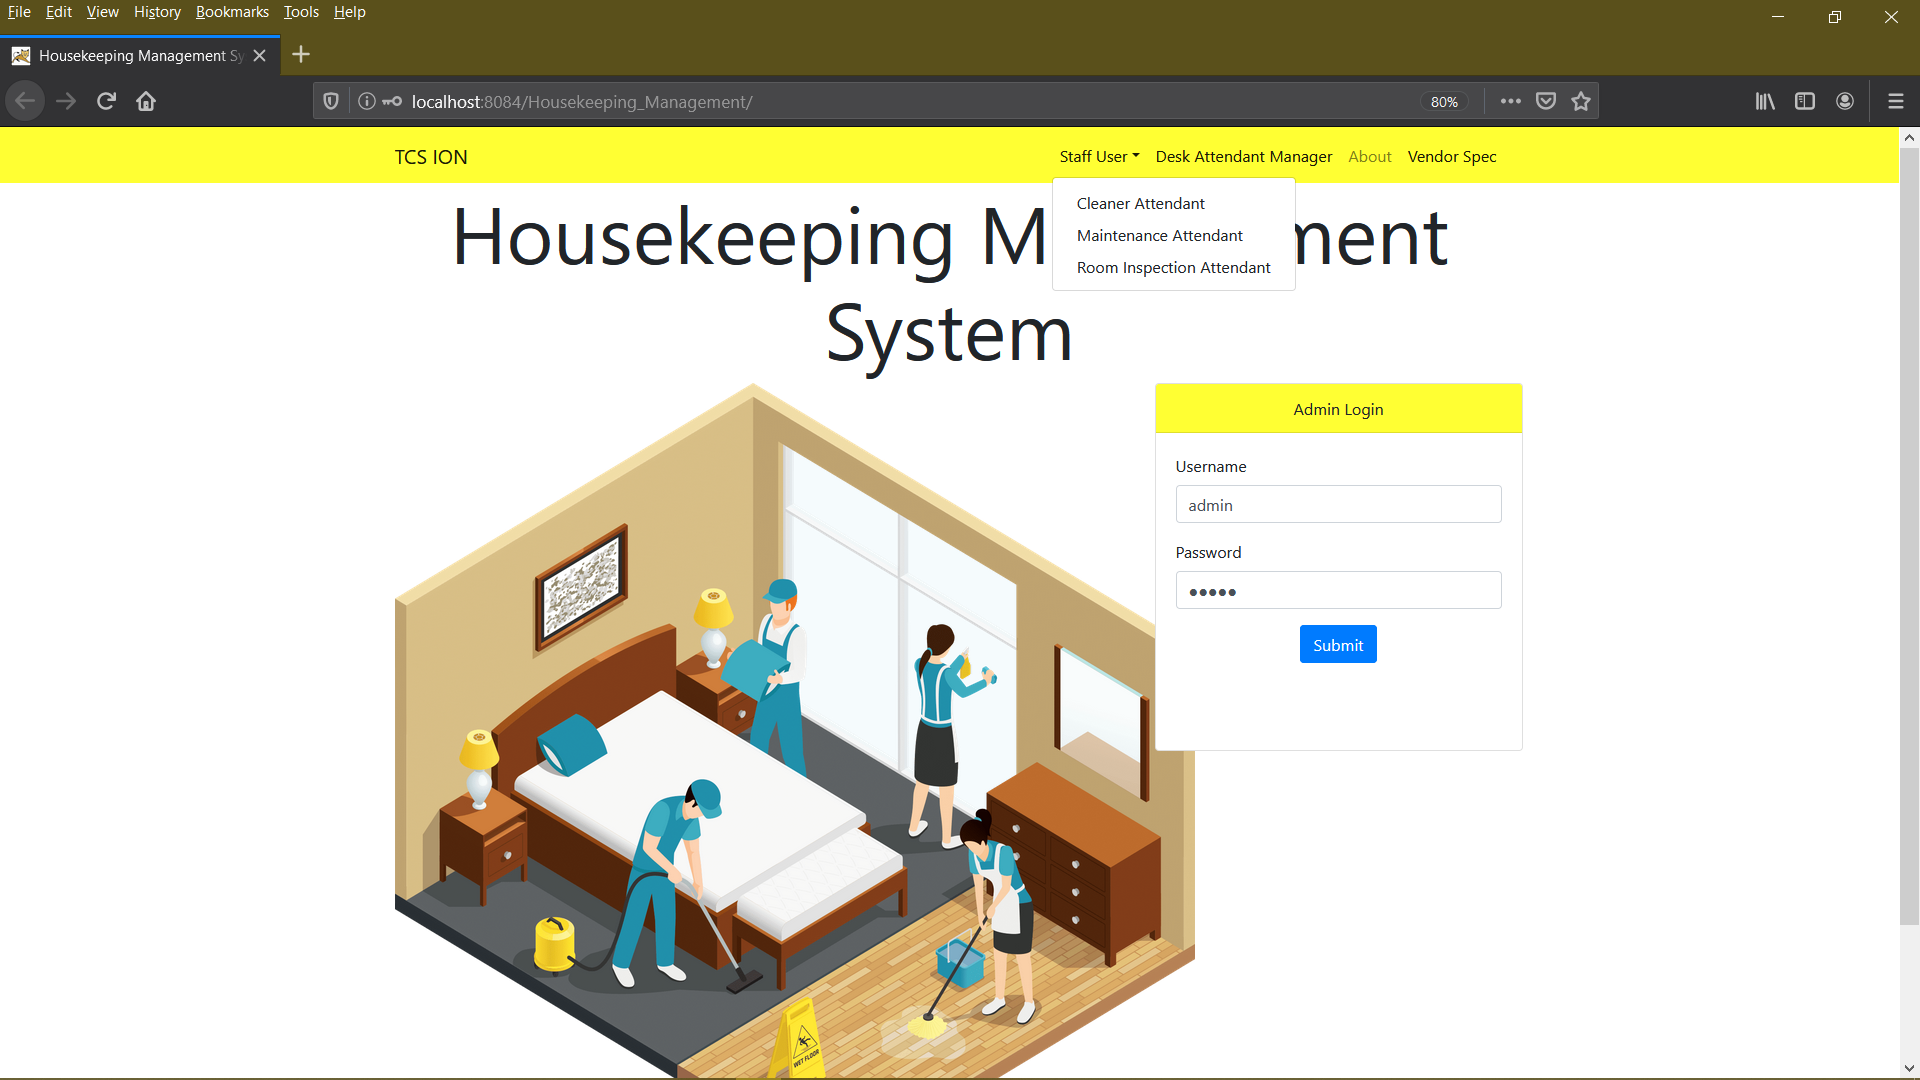 File Edit View History Bookmarks Tools Help
Housekeeping Management Sy
localhost:8084/Housekeeping_Management/
80%
TCS ION
Staff User Desk Attendant Manager About Vendor Spec
Cleaner Attendant
Maintenance Attendant
Room Inspection Attendant
Housekeeping M ment
System
Admin Login
Username
admin
Password
Submit
WET FLOOR